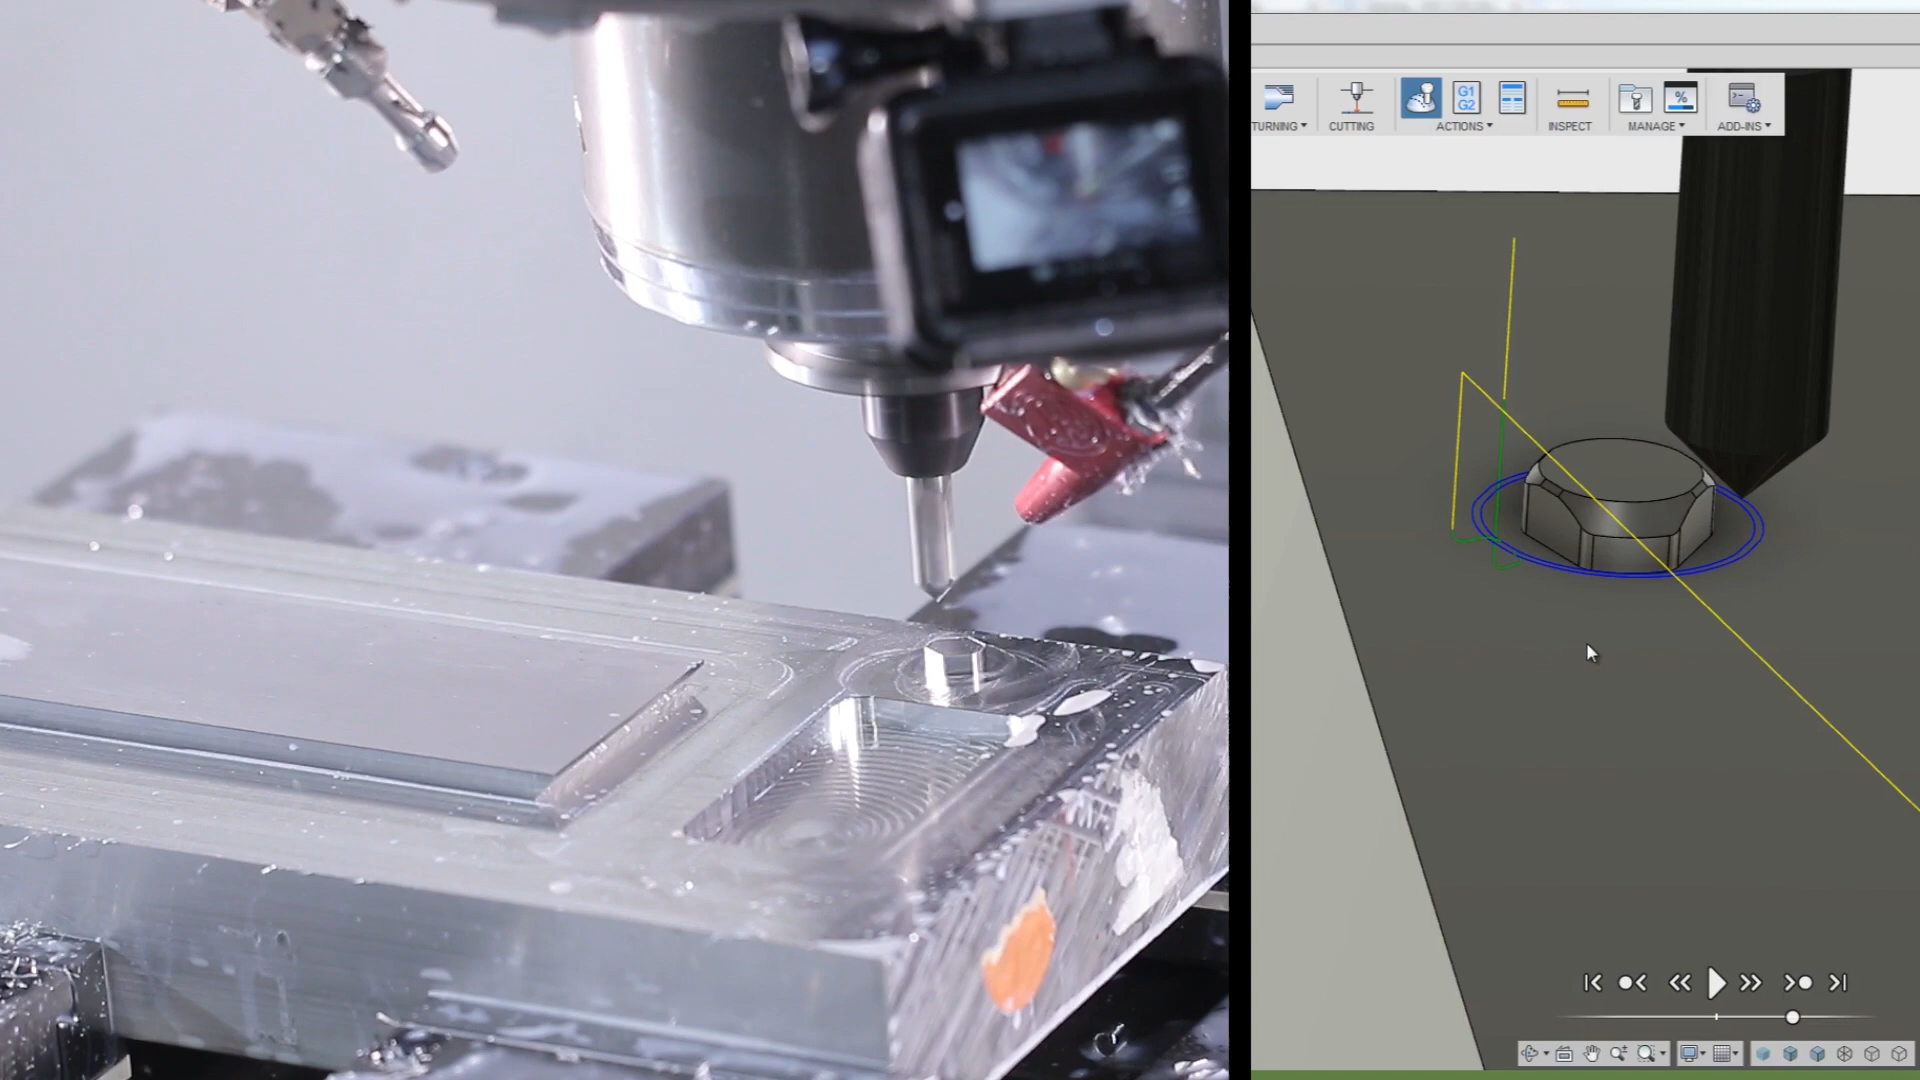 G1
G2
%
TURNING CUTTING ACTIONS INSPECT MANAGE ADD-INS